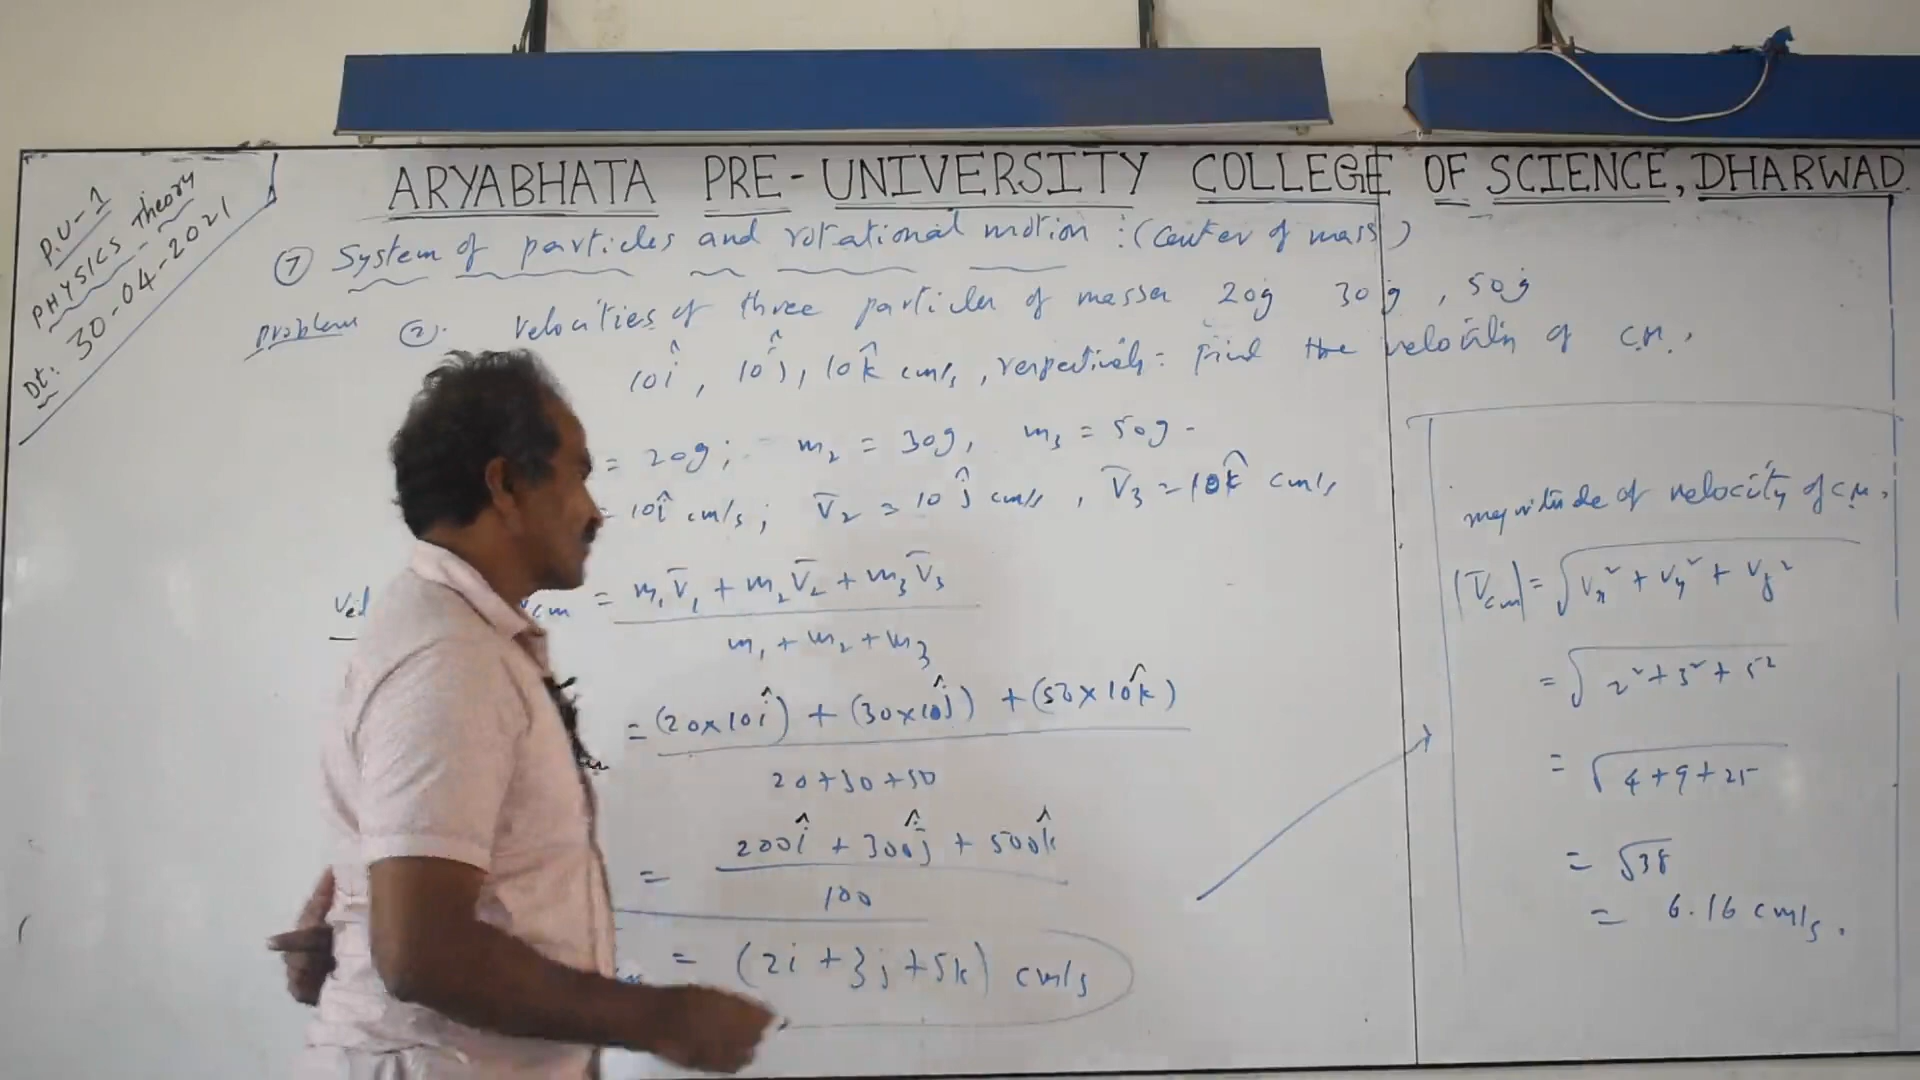 P.U-1
PHYSICS Theory
Dt: 30-04-2021
ARYABHATA PRE-UNIVERSITY COLLEGE OF SCIENCE, DHARWAD.
⑦ System of particles and rotational motion :(center of mass)
problem ②. Velocities of three particles of masses 20g 30g, 50g
10î, 10ĵ, 10k̂ cm/s, respectively: find the velocity of C.M.
= 20g; m₂ = 30g, m₃ = 50g.
= 10î cm/s; V̅₂ = 10ĵ cm/s, V̅₃ = 10k̂ cm/s
Vel cm = m₁V̅₁ + m₂V̅₂ + m₃V̅₃
m₁ + m₂ + m₃
= (20×10î) + (30×10ĵ) + (50×10k̂)
20+30+50
= 200î + 300ĵ + 500k̂
100
= (2i + 3j + 5k) cm/s
magnitude of velocity of C.M.
|V̅cm| = √Vx² + Vy² + Vz²
= √2² + 3² + 5²
= √4+9+25
= √38
= 6.16 cm/s.